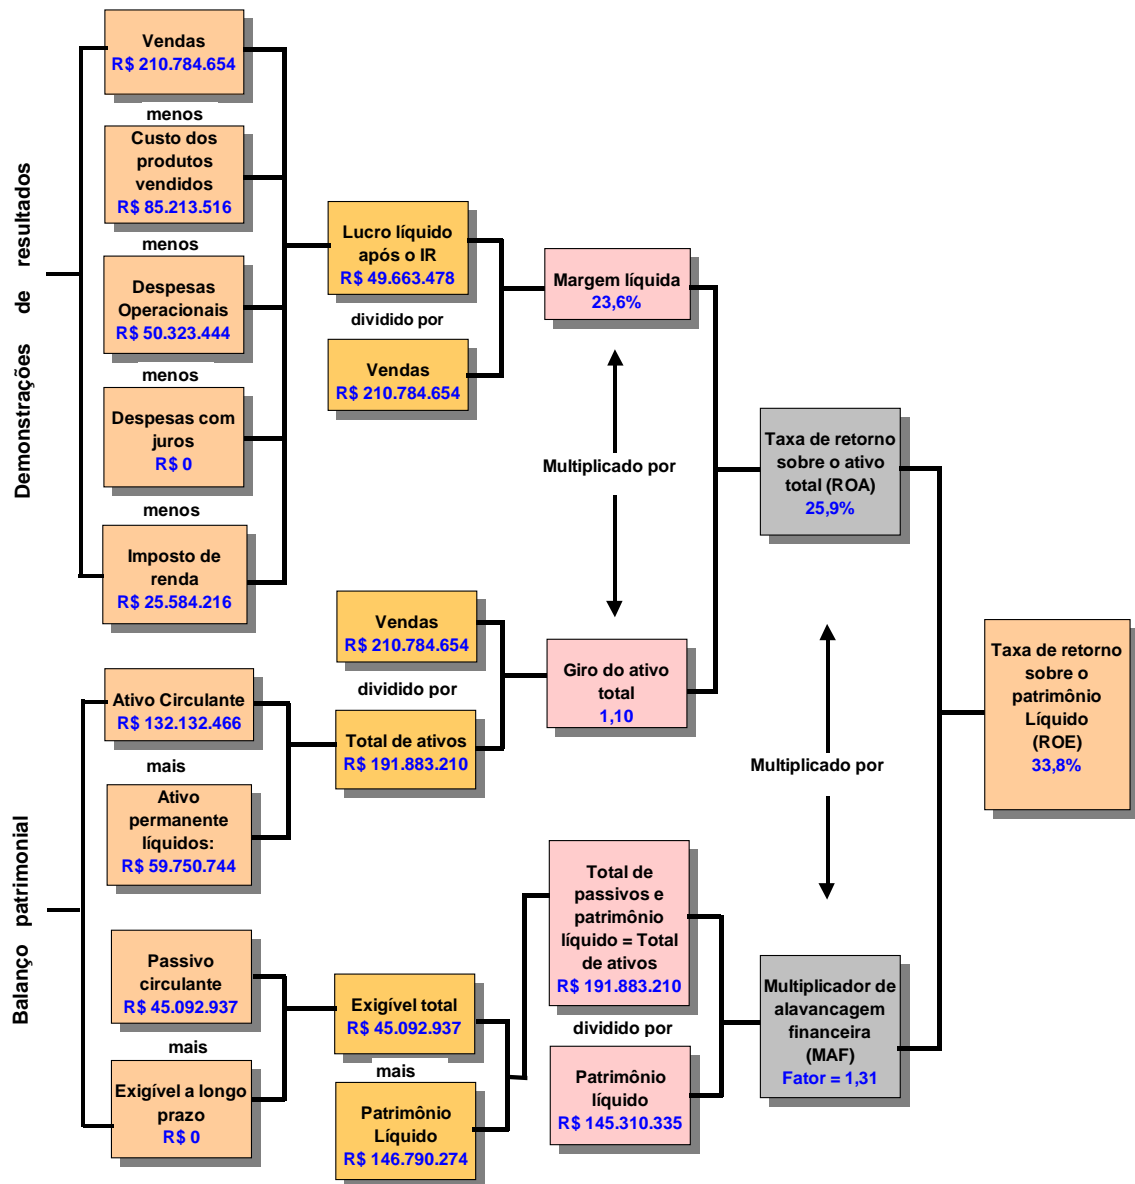 Demonstrações de resultados
Vendas
R$ 210.784.654
menos
Custo dos
produtos
vendidos
R$ 85.213.516
menos
Despesas
Operacionais
R$ 50.323.444
menos
Despesas com
juros
R$ 0
menos
Imposto de
renda
R$ 25.584.216
Lucro líquido
após o IR
R$ 49.663.478
dividido por
Vendas
R$ 210.784.654
Margem líquida
23,6%
Multiplicado por
Vendas
R$ 210.784.654
dividido por
Total de ativos
R$ 191.883.210
Giro do ativo
total
1,10
Taxa de retorno
sobre o ativo
total (ROA)
25,9%
Balanço patrimonial
Ativo Circulante
R$ 132.132.466
mais
Ativo
permanente
líquidos:
R$ 59.750.744
Passivo
circulante
R$ 45.092.937
mais
Exigível a longo
prazo
R$ 0
Exigível total
R$ 45.092.937
mais
Patrimônio
Líquido
R$ 146.790.274
Total de
passivos e
patrimônio
líquido = Total
de ativos
R$ 191.883.210
dividido por
Patrimônio
líquido
R$ 145.310.335
Multiplicado por
Multiplicador de
alavancagem
financeira
(MAF)
Fator = 1,31
Taxa de retorno
sobre o
patrimônio
Líquido
(ROE)
33,8%